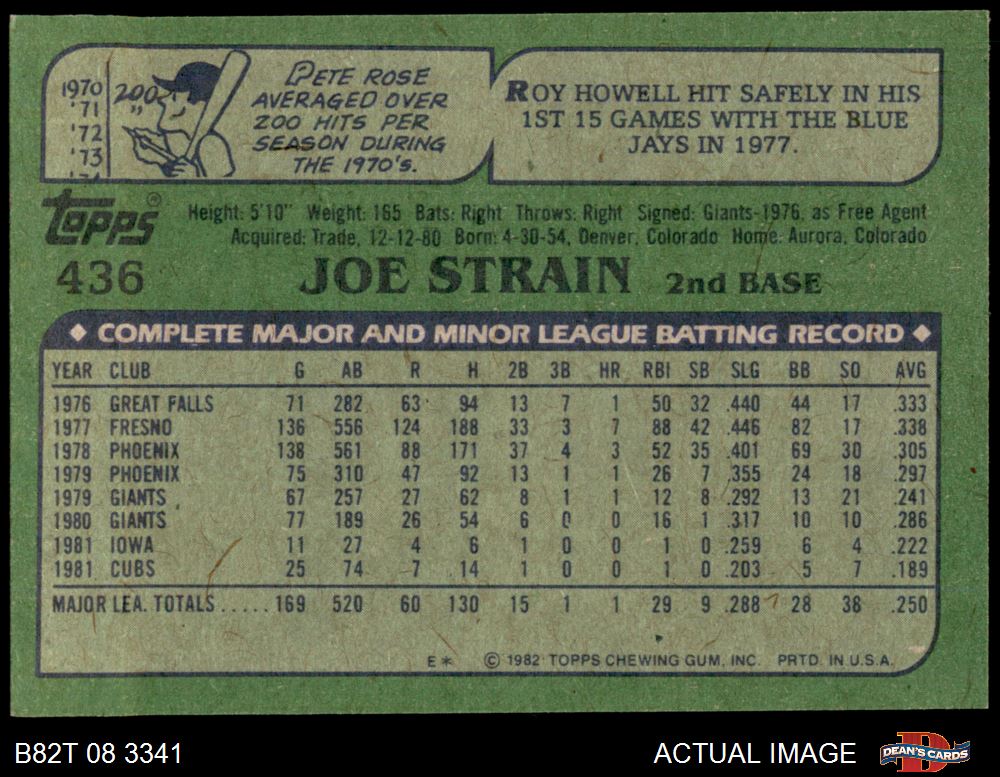 1970
'71
'72
'73
'74
200
"
PETE ROSE
AVERAGED OVER
200 HITS PER
SEASON DURING
THE 1970'S.
ROY HOWELL HIT SAFELY IN HIS
1ST 15 GAMES WITH THE BLUE
JAYS IN 1977.
TOPPS®
Height: 5'10" Weight: 165 Bats: Right Throws: Right Signed: Giants-1976, as Free Agent
Acquired: Trade, 12-12-80 Born: 4-30-54, Denver, Colorado Home: Aurora, Colorado
436 JOE STRAIN 2nd BASE
◆ COMPLETE MAJOR AND MINOR LEAGUE BATTING RECORD ◆
YEAR CLUB G AB R H 2B 3B HR RBI SB SLG BB SO AVG
1976 GREAT FALLS 71 282 63 94 13 7 1 50 32 .440 44 17 .333
1977 FRESNO 136 556 124 188 33 3 7 88 42 .446 82 17 .338
1978 PHOENIX 138 561 88 171 37 4 3 52 35 .401 69 30 .305
1979 PHOENIX 75 310 47 92 13 1 1 26 7 .355 24 18 .297
1979 GIANTS 67 257 27 62 8 1 1 12 8 .292 13 21 .241
1980 GIANTS 77 189 26 54 6 0 0 16 1 .317 10 10 .286
1981 IOWA 11 27 4 6 1 0 0 1 0 .259 6 4 .222
1981 CUBS 25 74 7 14 1 0 0 1 0 .203 5 7 .189
MAJOR LEA. TOTALS ..... 169 520 60 130 15 1 1 29 9 .288 28 38 .250
E* © 1982 TOPPS CHEWING GUM, INC. PRTD. IN U.S.A.
B82T 08 3341 ACTUAL IMAGE
D
DEAN'S CARDS